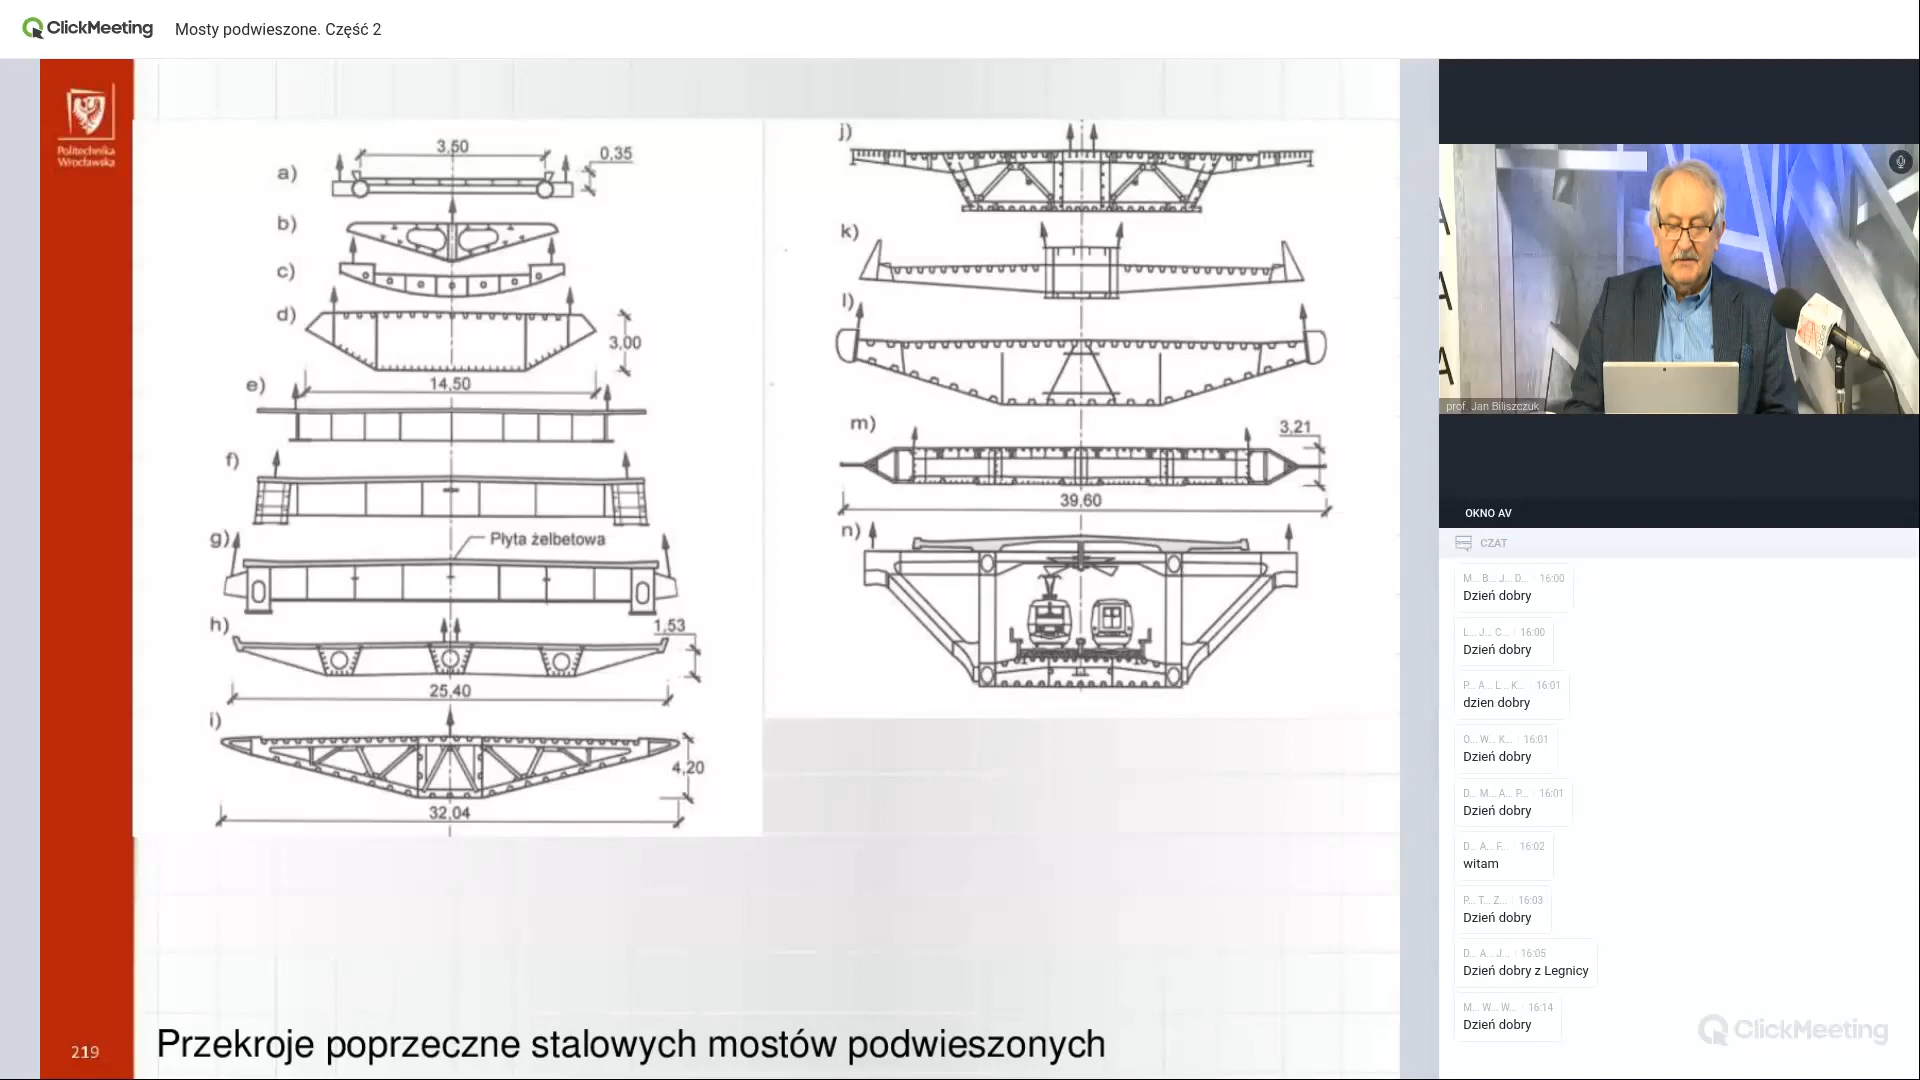 ClickMeeting
Mosty podwieszone. Część 2
Politechnika
Wrocławska
a)
3,50
0,35
b)
c)
d)
3,00
14,50
e)
f)
g)
Płyta żelbetowa
h)
1,53
25,40
i)
4,20
32,04
j)
k)
l)
m)
3,21
39,60
n)
219
Przekroje poprzeczne stalowych mostów podwieszonych
prof. Jan Biliszczuk
OKNO AV
CZAT
M... B... J... D... 16:00
Dzień dobry
L... J... C... 16:00
Dzień dobry
P... A... L... K... 16:01
dzien dobry
O... W... K... 16:01
Dzień dobry
D... M... A... P... 16:01
Dzień dobry
D... A... F... 16:02
witam
P... T... Z... 16:03
Dzień dobry
D... A... J... 16:05
Dzień dobry z Legnicy
M... W... W... 16:14
Dzień dobry
ClickMeeting